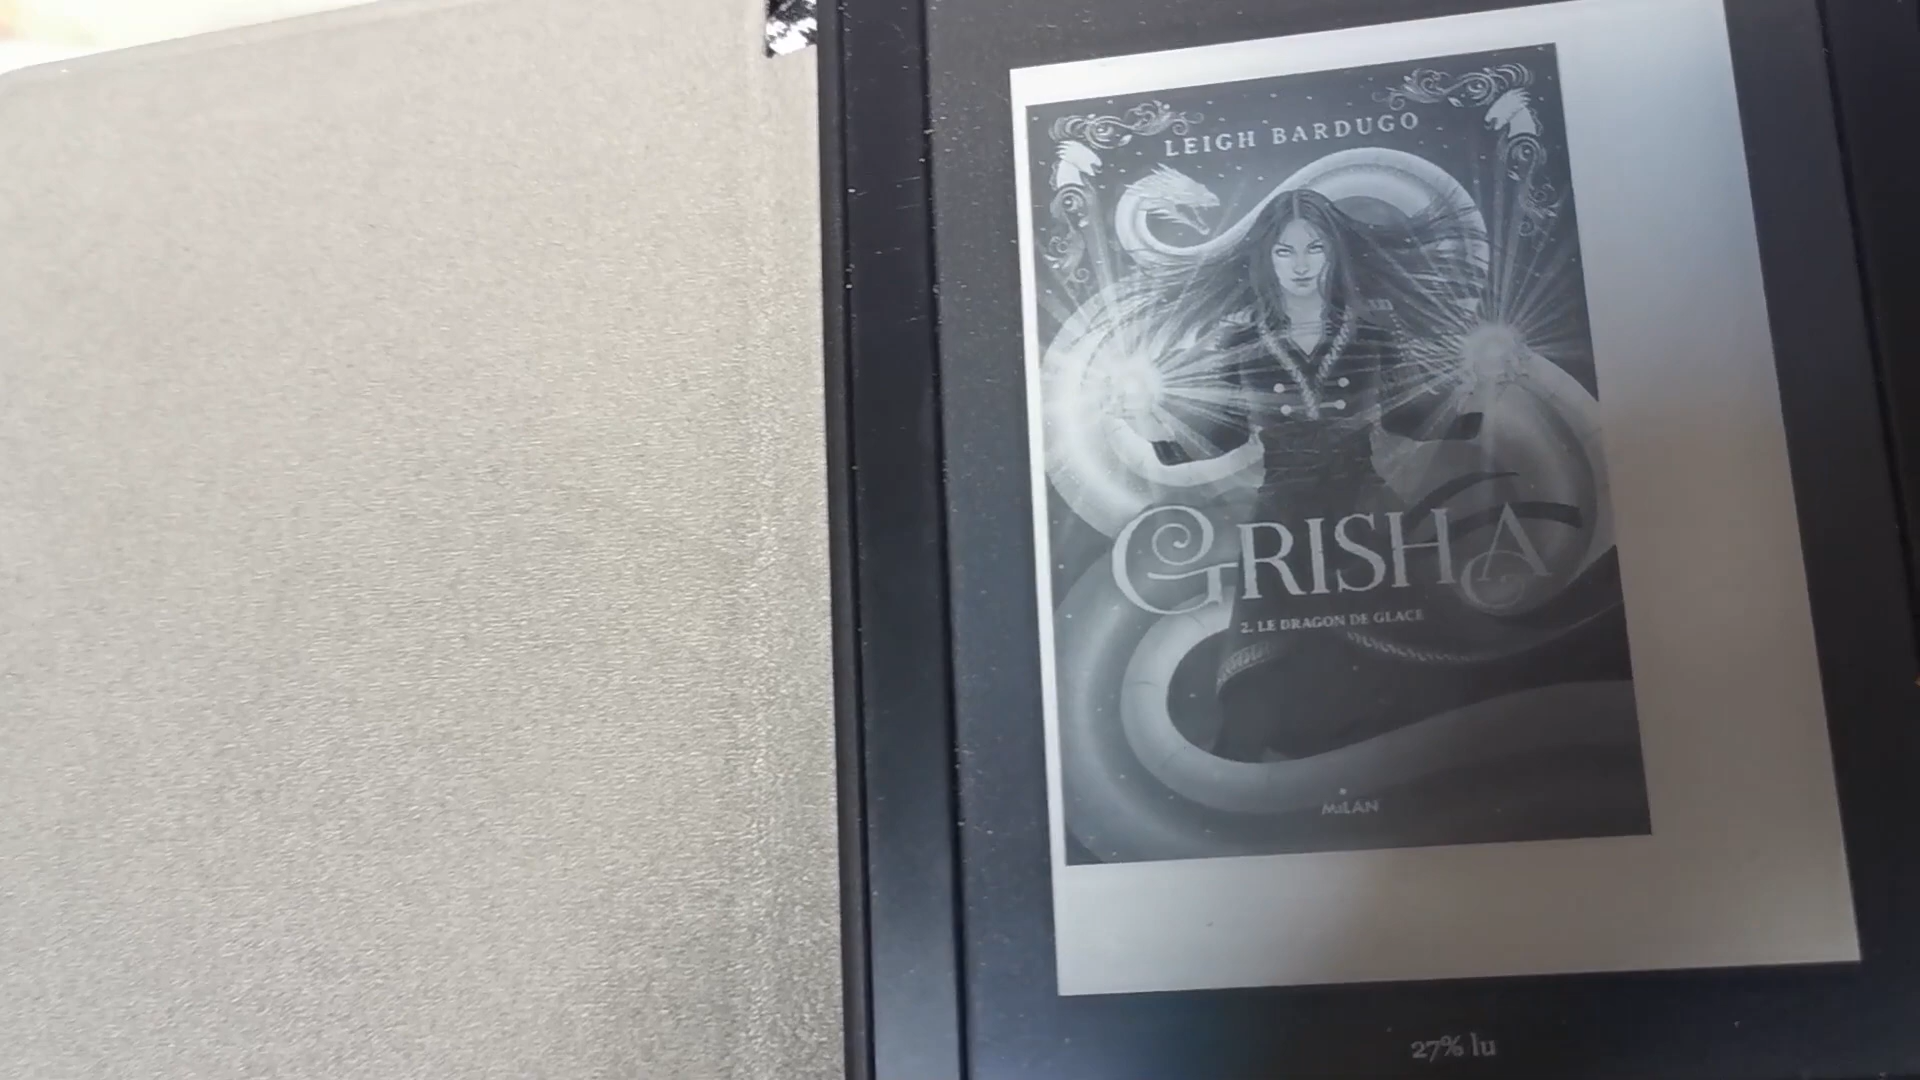 LEIGH BARDUGO
GRISHA
2. LE DRAGON DE GLACE
MiLAN
27% lu